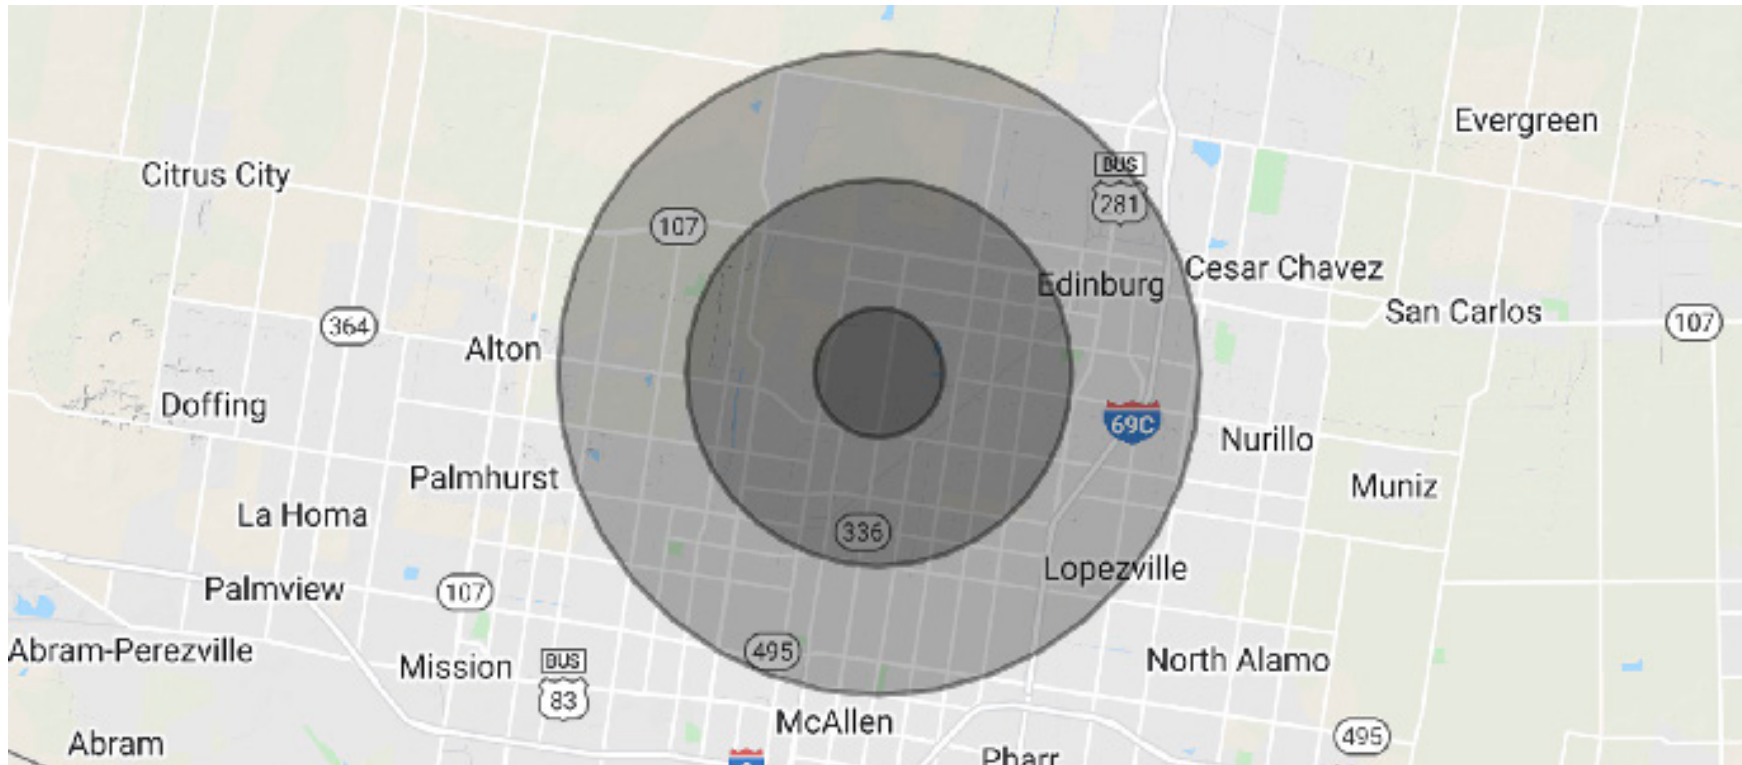 Evergreen
BUS
Citrus City
281
107
Cesar Chavez
Edinburg
San Carlos
364
107
Alton
Doffing
69C
Nurillo
Palmhurst
Muniz
La Homa
336
Lopezville
Palmview
107
Abram-Perezville
495
Mission
BUS
North Alamo
83
McAllen
495
Abram
Pharr